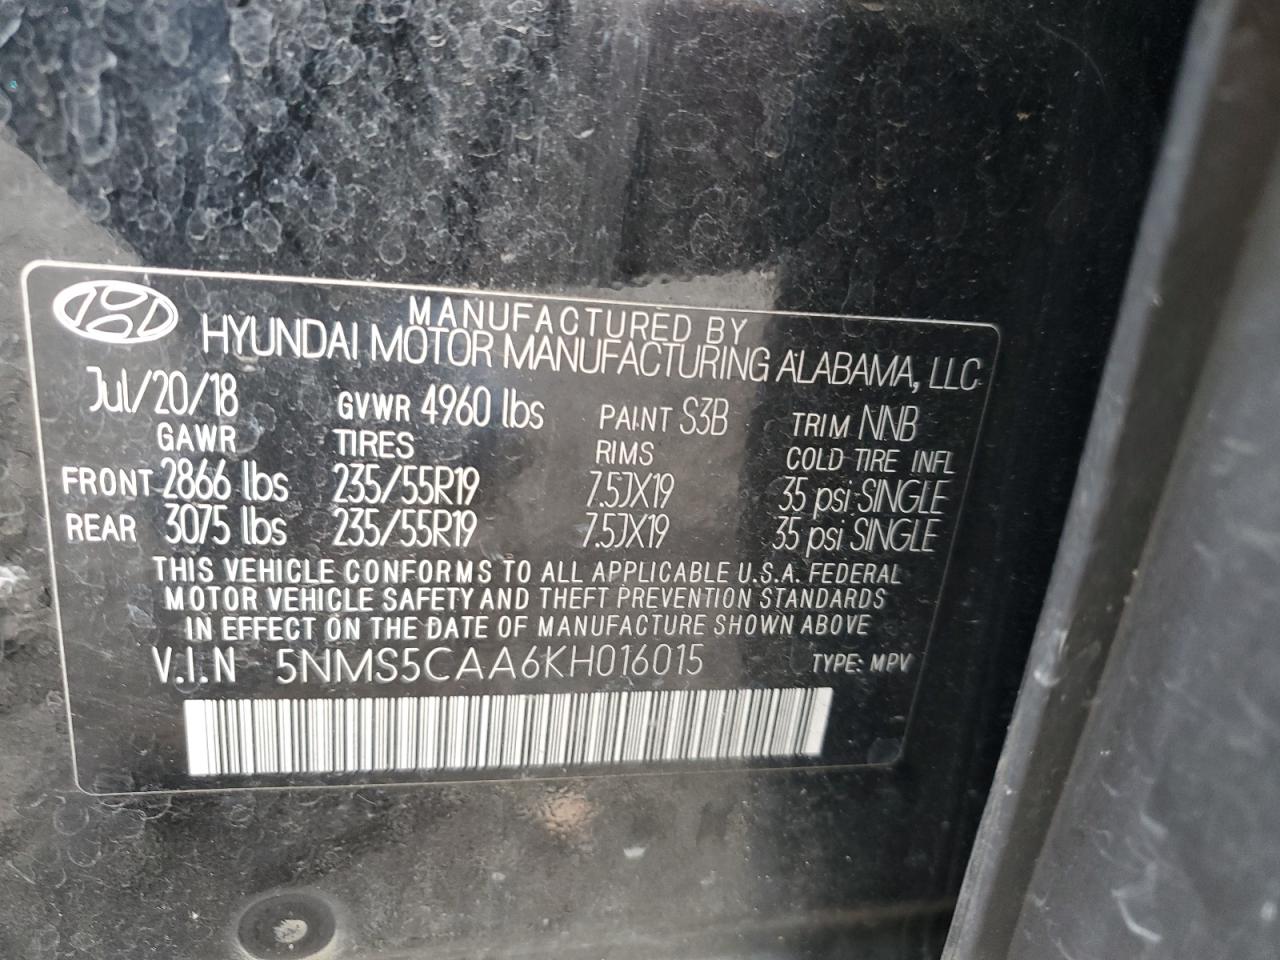 MANUFACTURED BY
HYUNDAI MOTOR MANUFACTURING ALABAMA, LLC
Jul/20/18 GVWR 4960 lbs PAINT S3B TRIM NNB
GAWR TIRES RIMS COLD TIRE INFL
FRONT 2866 lbs 235/55R19 7.5JX19 35 psi SINGLE
REAR 3075 lbs 235/55R19 7.5JX19 35 psi SINGLE
THIS VEHICLE CONFORMS TO ALL APPLICABLE U.S.A. FEDERAL
MOTOR VEHICLE SAFETY AND THEFT PREVENTION STANDARDS
IN EFFECT ON THE DATE OF MANUFACTURE SHOWN ABOVE
V.I.N 5NMS5CAA6KH016015 TYPE: MPV